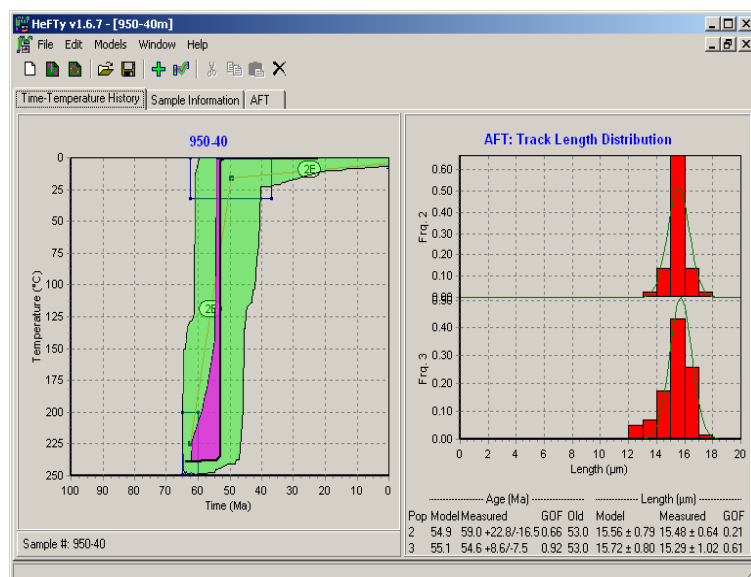 HeFTy v1.6.7 - [950-40m]
File Edit Models Window Help
Time-Temperature History Sample Information AFT
950-40
0
25
50
75
100
125
150
175
200
225
250
Temperature (°C)
2E
2E
100 90 80 70 60 50 40 30 20 10 0
Time (Ma)
Sample #: 950-40
AFT: Track Length Distribution
0.60
0.50
0.40
0.30
0.20
0.10
Frq. 2
0.40
0.30
0.20
0.10
0.00
Frq. 3
0 2 4 6 8 10 12 14 16 18 20
Length (µm)
Age (Ma) Length (µm)
Pop Model Measured GOF Old Model Measured GOF
2 54.9 59.0 +22.8/-16.5 0.66 53.0 15.56 ± 0.79 15.48 ± 0.64 0.21
3 55.1 54.6 +8.6/-7.5 0.92 53.0 15.72 ± 0.80 15.29 ± 1.02 0.61